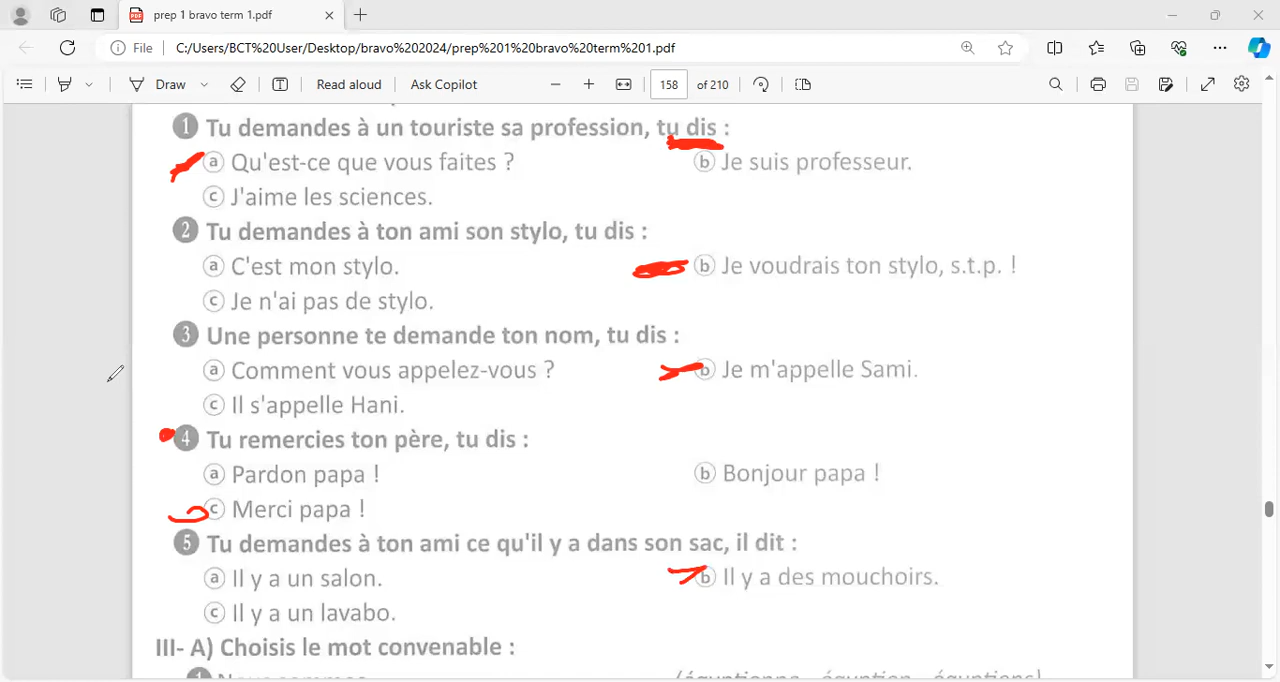 prep 1 bravo term 1.pdf
File C:/Users/BCT%20User/Desktop/bravo%202024/prep%201%20bravo%20term%201.pdf
Draw Read aloud Ask Copilot 158 of 210
1 Tu demandes à un touriste sa profession, tu dis :
a Qu'est-ce que vous faites ? b Je suis professeur.
c J'aime les sciences.
2 Tu demandes à ton ami son stylo, tu dis :
a C'est mon stylo. b Je voudrais ton stylo, s.t.p. !
c Je n'ai pas de stylo.
3 Une personne te demande ton nom, tu dis :
a Comment vous appelez-vous ? b Je m'appelle Sami.
c Il s'appelle Hani.
4 Tu remercies ton père, tu dis :
a Pardon papa ! b Bonjour papa !
c Merci papa !
5 Tu demandes à ton ami ce qu'il y a dans son sac, il dit :
a Il y a un salon. b Il y a des mouchoirs.
c Il y a un lavabo.
III- A) Choisis le mot convenable :